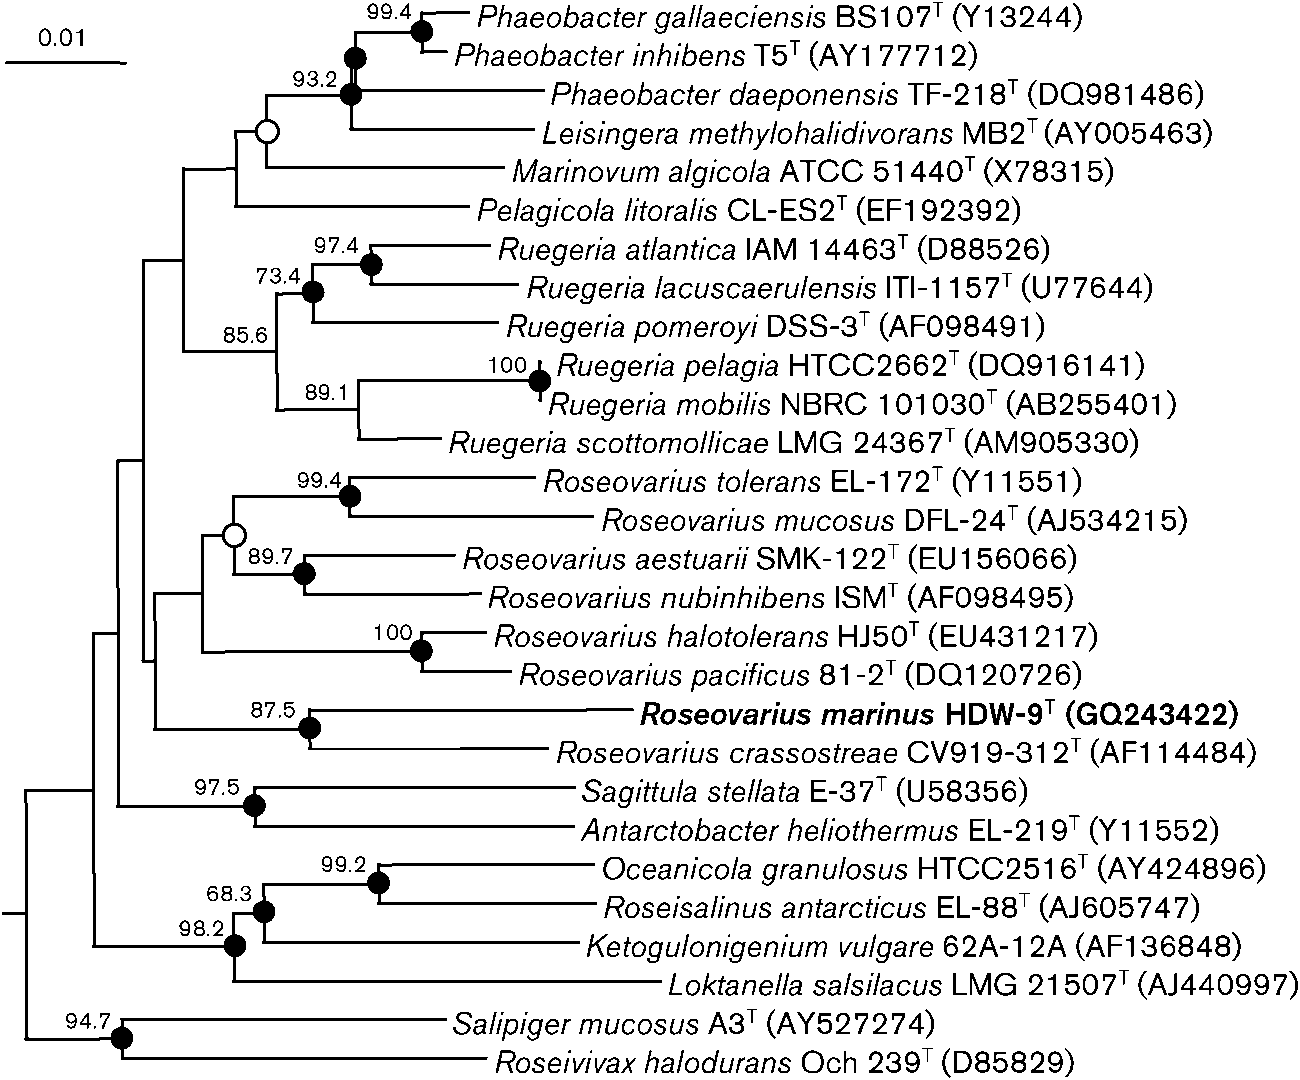 99.4
Phaeobacter gallaeciensis BS107T (Y13244)
0.01
Phaeobacter inhibens T5T (AY177712)
93.2
Phaeobacter daeponensis TF-218T (DQ981486)
Leisingera methylohalidivorans MB2T (AY005463)
Marinovum algicola ATCC 51440T (X78315)
Pelagicola litoralis CL-ES2T (EF192392)
97.4
Ruegeria atlantica IAM 14463T (D88526)
73.4
Ruegeria lacuscaerulensis ITI-1157T (U77644)
Ruegeria pomeroyi DSS-3T (AF098491)
85.6
100
Ruegeria pelagia HTCC2662T (DQ916141)
89.1
Ruegeria mobilis NBRC 101030T (AB255401)
Ruegeria scottomollicae LMG 24367T (AM905330)
99.4
Roseovarius tolerans EL-172T (Y11551)
Roseovarius mucosus DFL-24T (AJ534215)
89.7
Roseovarius aestuarii SMK-122T (EU156066)
Roseovarius nubinhibens ISMT (AF098495)
100
Roseovarius halotolerans HJ50T (EU431217)
Roseovarius pacificus 81-2T (DQ120726)
87.5
Roseovarius marinus HDW-9T (GQ243422)
Roseovarius crassostreae CV919-312T (AF114484)
97.5
Sagittula stellata E-37T (U58356)
Antarctobacter heliothermus EL-219T (Y11552)
99.2
Oceanicola granulosus HTCC2516T (AY424896)
68.3
Roseisalinus antarcticus EL-88T (AJ605747)
98.2
Ketogulonigenium vulgare 62A-12A (AF136848)
Loktanella salsilacus LMG 21507T (AJ440997)
94.7
Salipiger mucosus A3T (AY527274)
Roseivivax halodurans Och 239T (D85829)